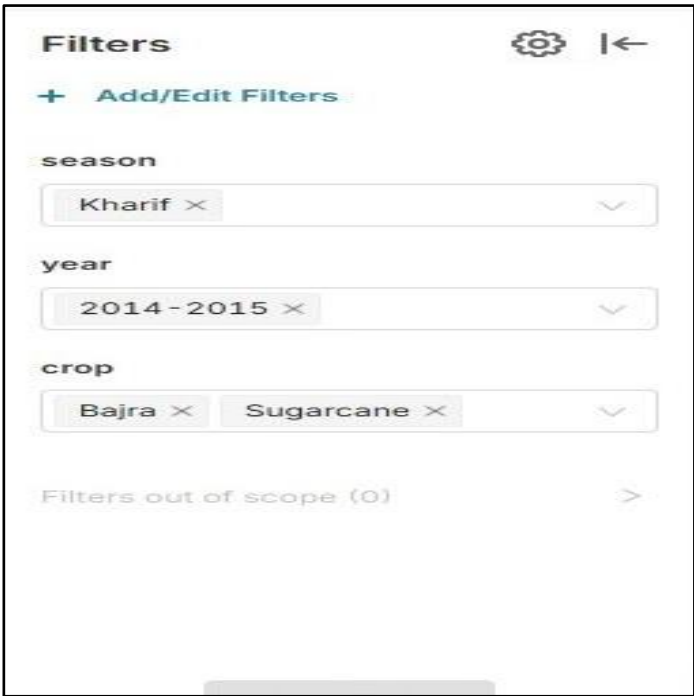 Filters
+ Add/Edit Filters
season
Kharif ×
year
2014-2015 ×
crop
Bajra × Sugarcane ×
Filters out of scope (0) >